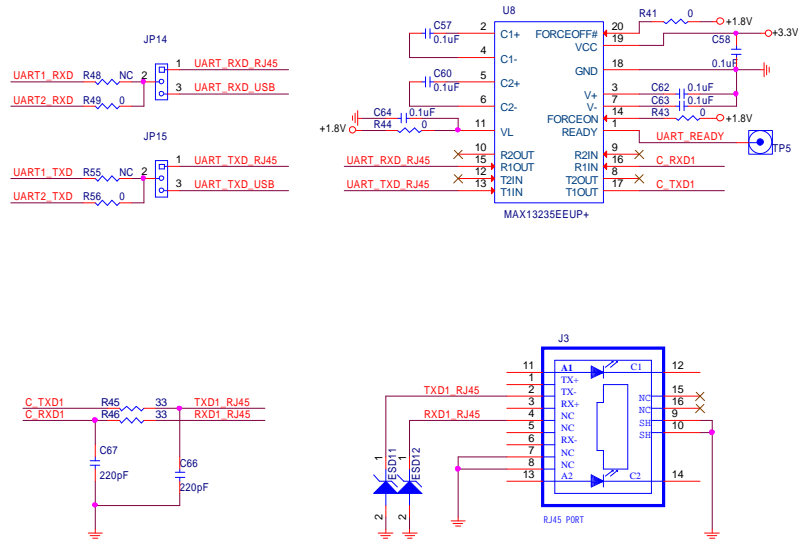 JP14
UART1_RXD R48 NC 2 1 UART_RXD_RJ45
UART2_RXD R49 0 3 UART_RXD_USB
JP15
UART1_TXD R55 NC 2 1 UART_TXD_RJ45
UART2_TXD R56 0 3 UART_TXD_USB
U8
C57 0.1uF 2 C1+
4 C1-
C60 0.1uF 5 C2+
6 C2-
C64 0.1uF
+1.8V R44 0 11 VL
10 R2OUT
UART_RXD_RJ45 15 R1OUT
12 T2IN
UART_TXD_RJ45 13 T1IN
FORCEOFF# 20 R41 0 +1.8V
VCC 19 +3.3V
C58 0.1uF
GND 18
V+ 3 C62 0.1uF
V- 7 C63 0.1uF
FORCEON 14 R43 0 +1.8V
READY 1 UART_READY TP5
R2IN 9
R1IN 16 C_RXD1
T2OUT 8
T1OUT 17 C_TXD1
MAX13235EEUP+
C_TXD1 R45 33 TXD1_RJ45
C_RXD1 R46 33 RXD1_RJ45
C67 220pF
C66 220pF
J3
11 A1 C1 12
1 TX+
TXD1_RJ45 2 TX-
3 RX+
RXD1_RJ45 4 NC
5 NC
6 RX-
7 NC
8 NC
13 A2 C2 14
NC 15
NC 16
SH 9
SH 10
1 ESD11 2
1 ESD12 2
RJ45 PORT